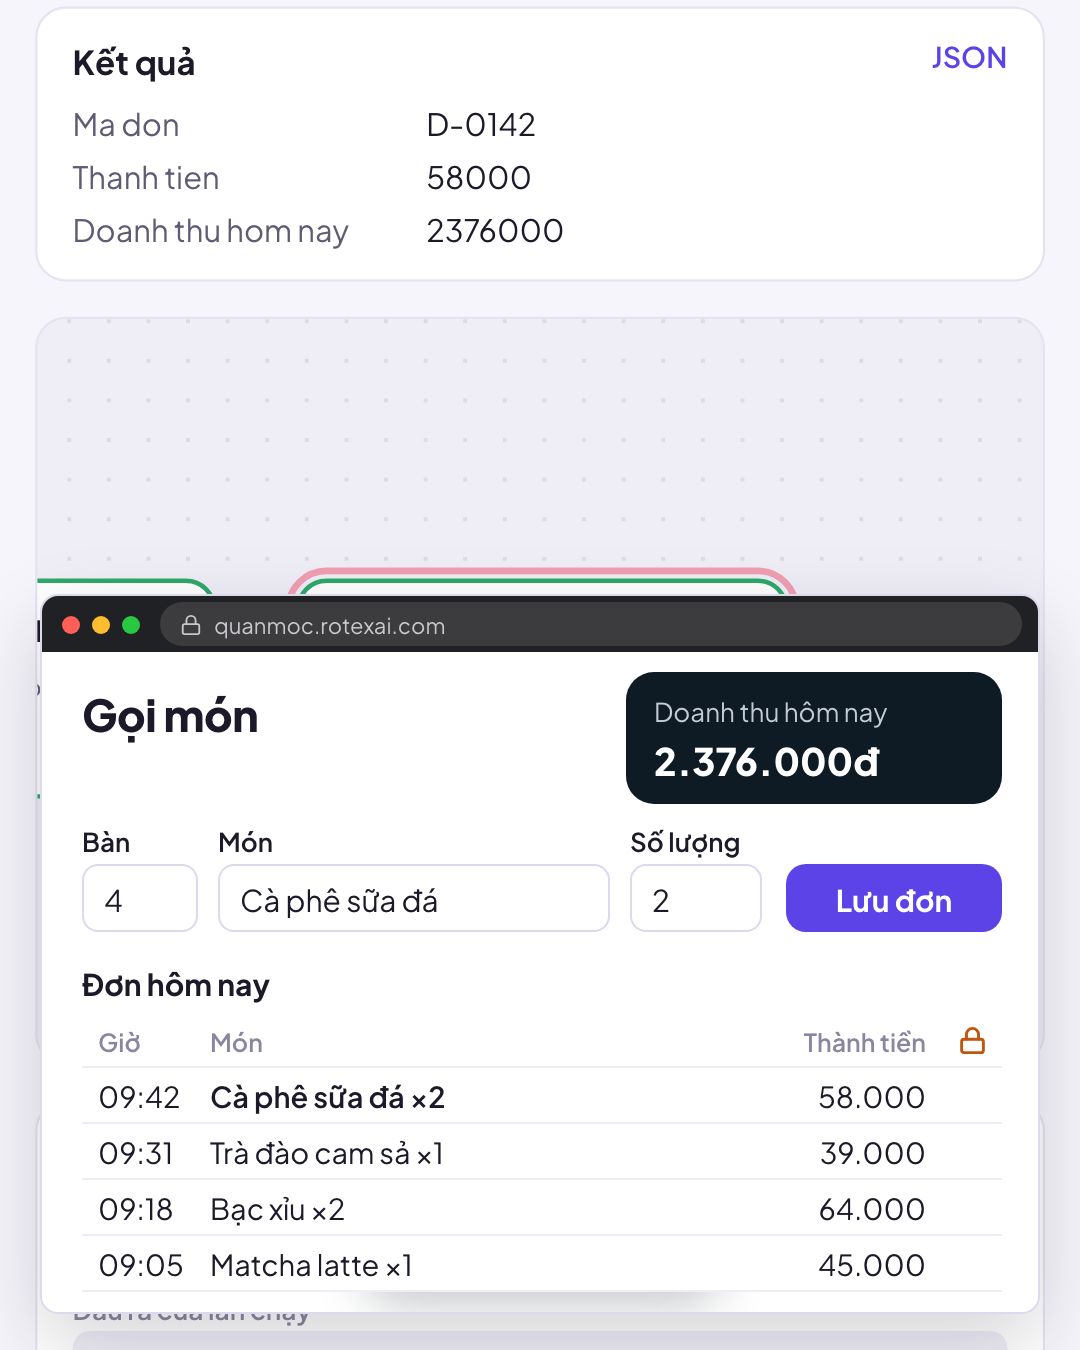 Kết quả
JSON
Ma don D-0142
Thanh tien 58000
Doanh thu hom nay 2376000
quanmoc.rotexai.com
Gọi món
Doanh thu hôm nay
2.376.000đ
Bàn Món Số lượng
4 Cà phê sữa đá 2 Lưu đơn
Đơn hôm nay
Giờ Món Thành tiền
09:42 Cà phê sữa đá ×2 58.000
09:31 Trà đào cam sả ×1 39.000
09:18 Bạc xỉu ×2 64.000
09:05 Matcha latte ×1 45.000